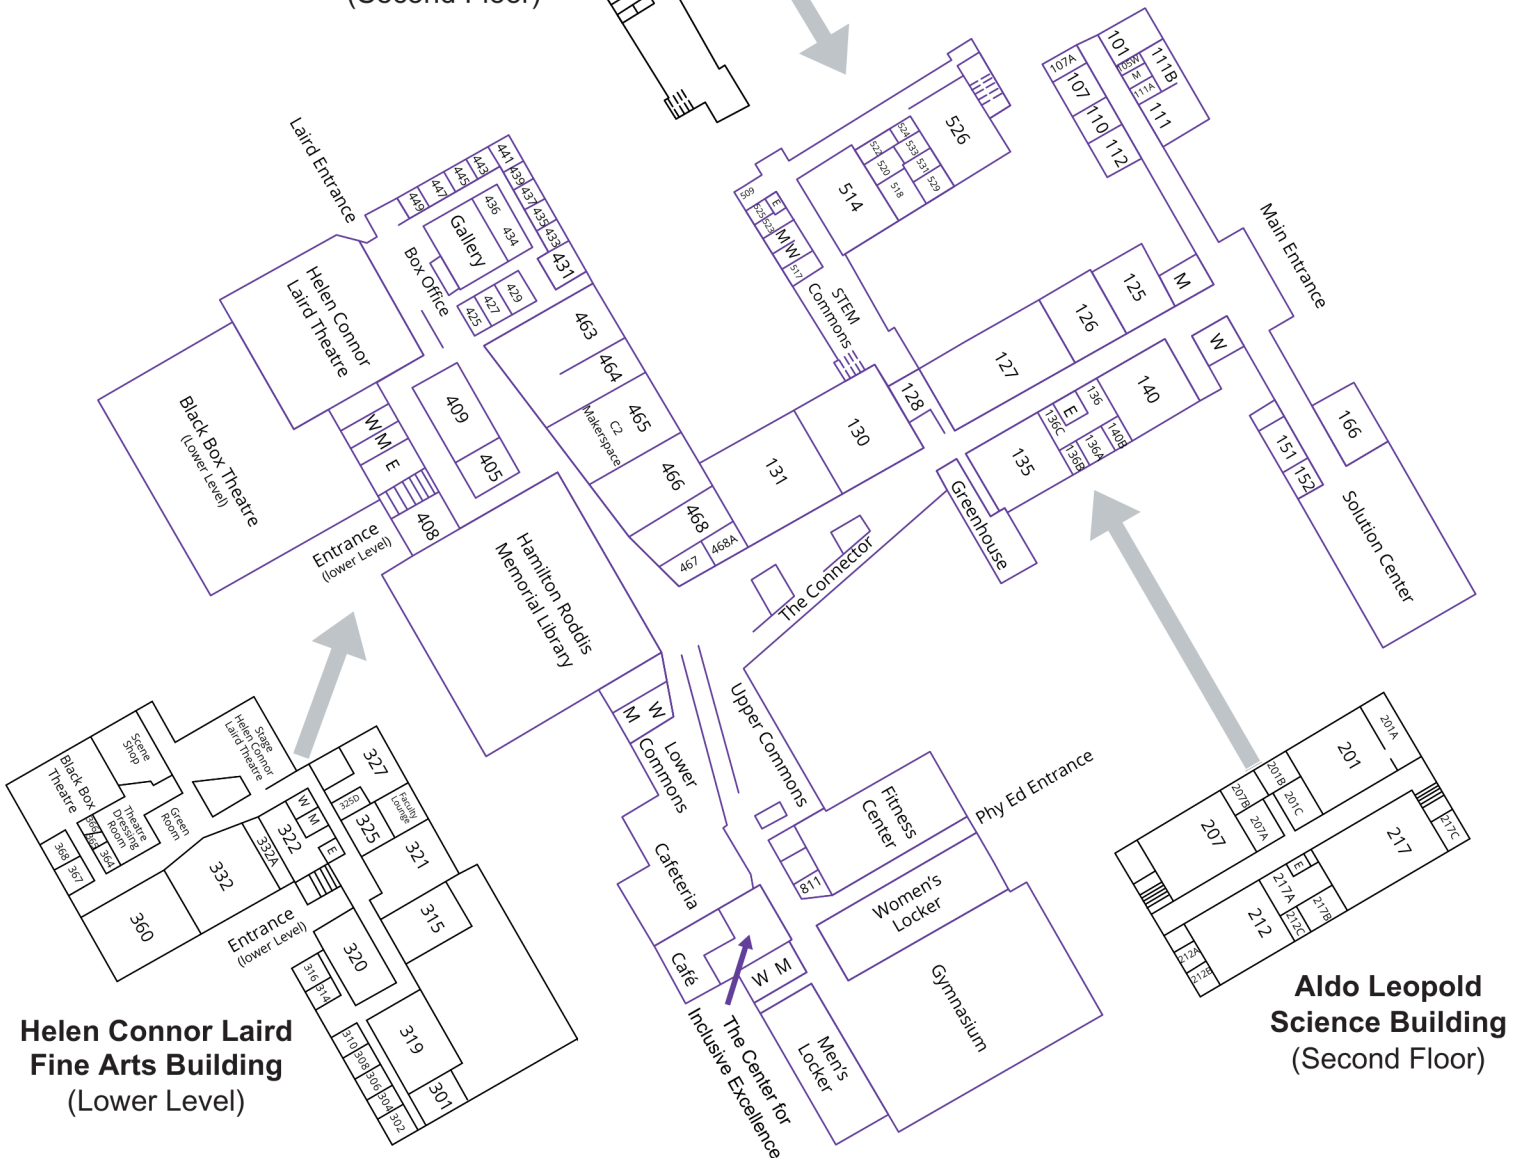 (Second Floor)
Laird Entrance
441
443
445
447
449
439
437
435
433
431
436
434
Gallery
Box Office
429
427
425
Helen Connor
Laird Theatre
Black Box Theatre
(Lower Level)
W
M
E
409
405
408
Entrance
(lower Level)
463
464
465
C2
Makerspace
466
468
467
468A
Hamilton Roddis
Memorial Library
M
W
Lower
Commons
Upper Commons
The Connector
509
525
E
523
M
W
517
STEM
Commons
514
522
524
520
533
518
531
529
526
107A
107
110
112
101
105W
M
111A
111B
111
Main Entrance
M
125
126
127
128
130
131
W
140
136
E
136C
140B
136A
136B
135
Greenhouse
166
151
152
Solution Center
Fitness
Center
Phy Ed Entrance
811
Women's
Locker
Cafeteria
Café
W
M
Gymnasium
Men's
Locker
The Center for
Inclusive Excellence
Scene
Shop
Stage
Helen Connor
Laird Theatre
Black Box
Theatre
Theatre
Dressing
Room
Green
Room
366
365
364
368
367
360
332
332A
322
W
M
E
327
325D
325
Faculty
Lounge
321
315
Entrance
(lower Level)
320
316
314
319
310
308
306
304
302
301
Helen Connor Laird
Fine Arts Building
(Lower Level)
201A
201
201B
201C
207B
207A
207
217C
217
E
217A
217B
212C
212
212A
212B
Aldo Leopold
Science Building
(Second Floor)